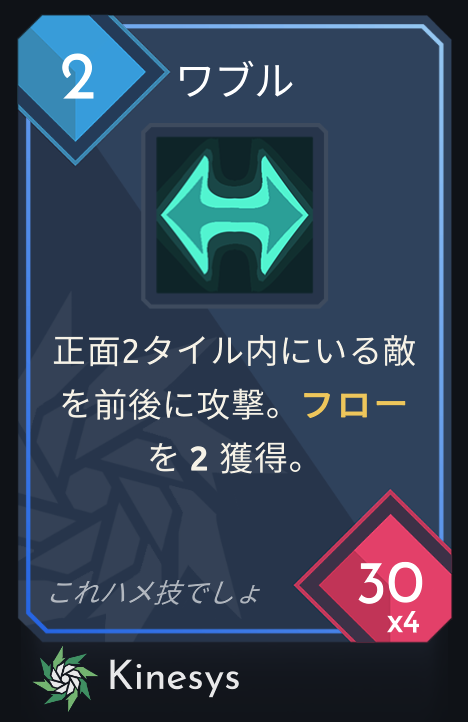 2
ワブル
正面2タイル内にいる敵
を前後に攻撃。フロー
を 2 獲得。
これハメ技でしょ
30
x4
Kinesys